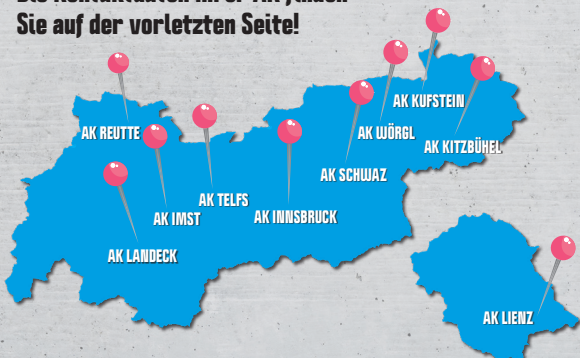 Sie auf der vorletzten Seite!
AK KUFSTEIN
AK REUTTE
AK WÖRGL
AK KITZBÜHEL
AK SCHWAZ
AK TELFS
AK IMST
AK INNSBRUCK
AK LANDECK
AK LIENZ